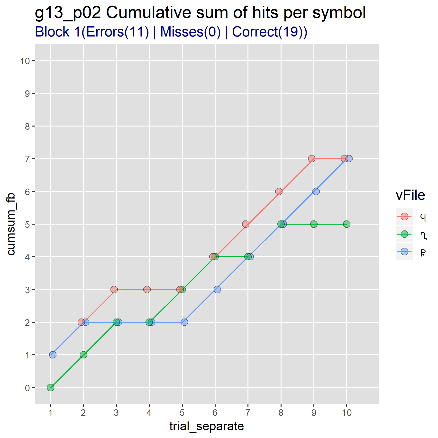 g13_p02 Cumulative sum of hits per symbol
Block 1(Errors(11) | Misses(0) | Correct(19))
10
9
8
7
6
5
4
3
2
1
0
cumsum_fb
1 2 3 4 5 6 7 8 9 10
trial_separate
vFile